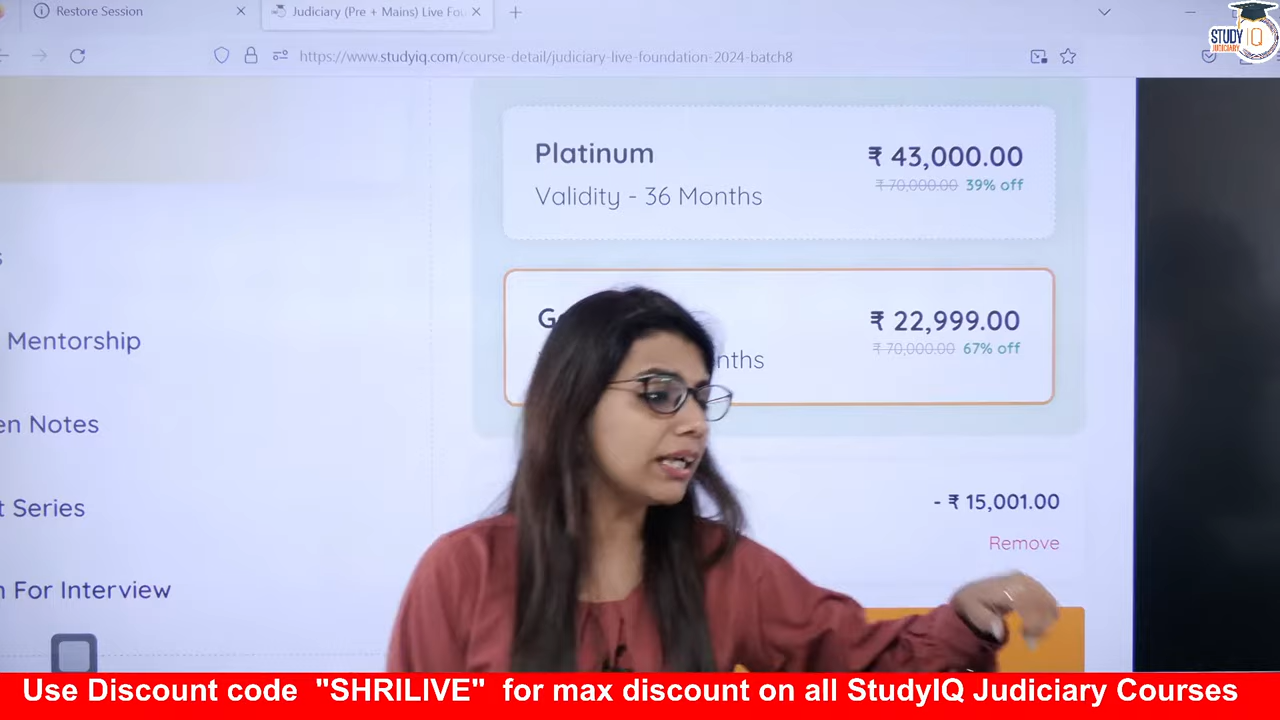 Restore Session
Judiciary (Pre + Mains) Live Fou
STUDY IQ
JUDICIARY
https://www.studyiq.com/course-detail/judiciary-live-foundation-2024-batch8
Platinum
₹ 43,000.00
Validity - 36 Months
₹ 70,000.00 39% off
Mentorship
G
₹ 22,999.00
nths
₹ 70,000.00 67% off
en Notes
t Series
- ₹ 15,001.00
Remove
n For Interview
Use Discount code "SHRILIVE" for max discount on all StudyIQ Judiciary Courses